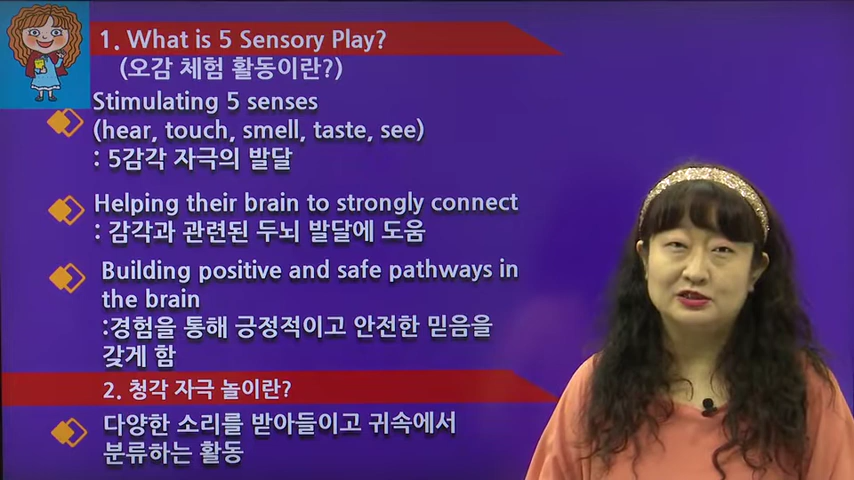 1. What is 5 Sensory Play?
(오감 체험 활동이란?)
Stimulating 5 senses
(hear, touch, smell, taste, see)
: 5감각 자극의 발달
Helping their brain to strongly connect
: 감각과 관련된 두뇌 발달에 도움
Building positive and safe pathways in
the brain
:경험을 통해 긍정적이고 안전한 믿음을
갖게 함
2. 청각 자극 놀이란?
다양한 소리를 받아들이고 귀속에서
분류하는 활동